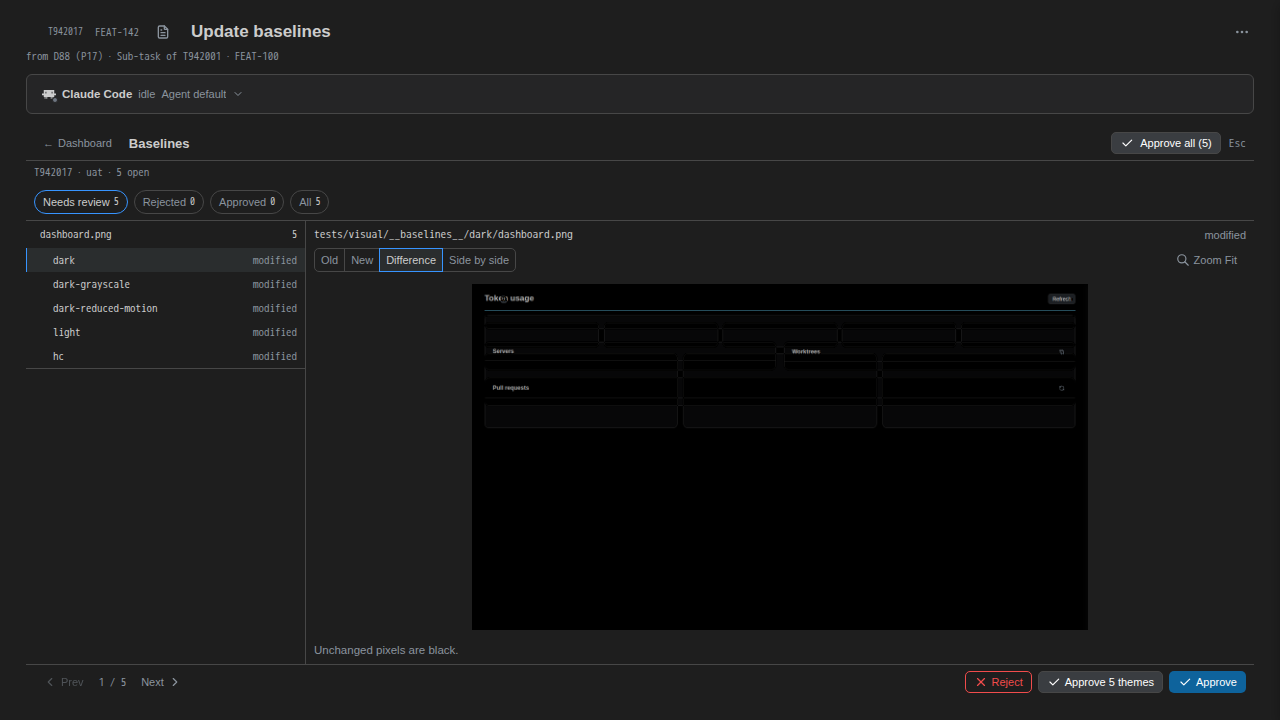 T942017 FEAT-142 Update baselines
from D88 (P17) · Sub-task of T942001 · FEAT-100
Claude Code idle Agent default
← Dashboard Baselines Approve all (5) Esc
T942017 · uat · 5 open
Needs review 5 Rejected 0 Approved 0 All 5
dashboard.png 5
dark modified
dark-grayscale modified
dark-reduced-motion modified
light modified
hc modified
tests/visual/__baselines__/dark/dashboard.png modified
Old New Difference Side by side Zoom Fit
Token usage
Servers Worktrees
Pull requests
Unchanged pixels are black.
Prev 1 / 5 Next Reject Approve 5 themes Approve